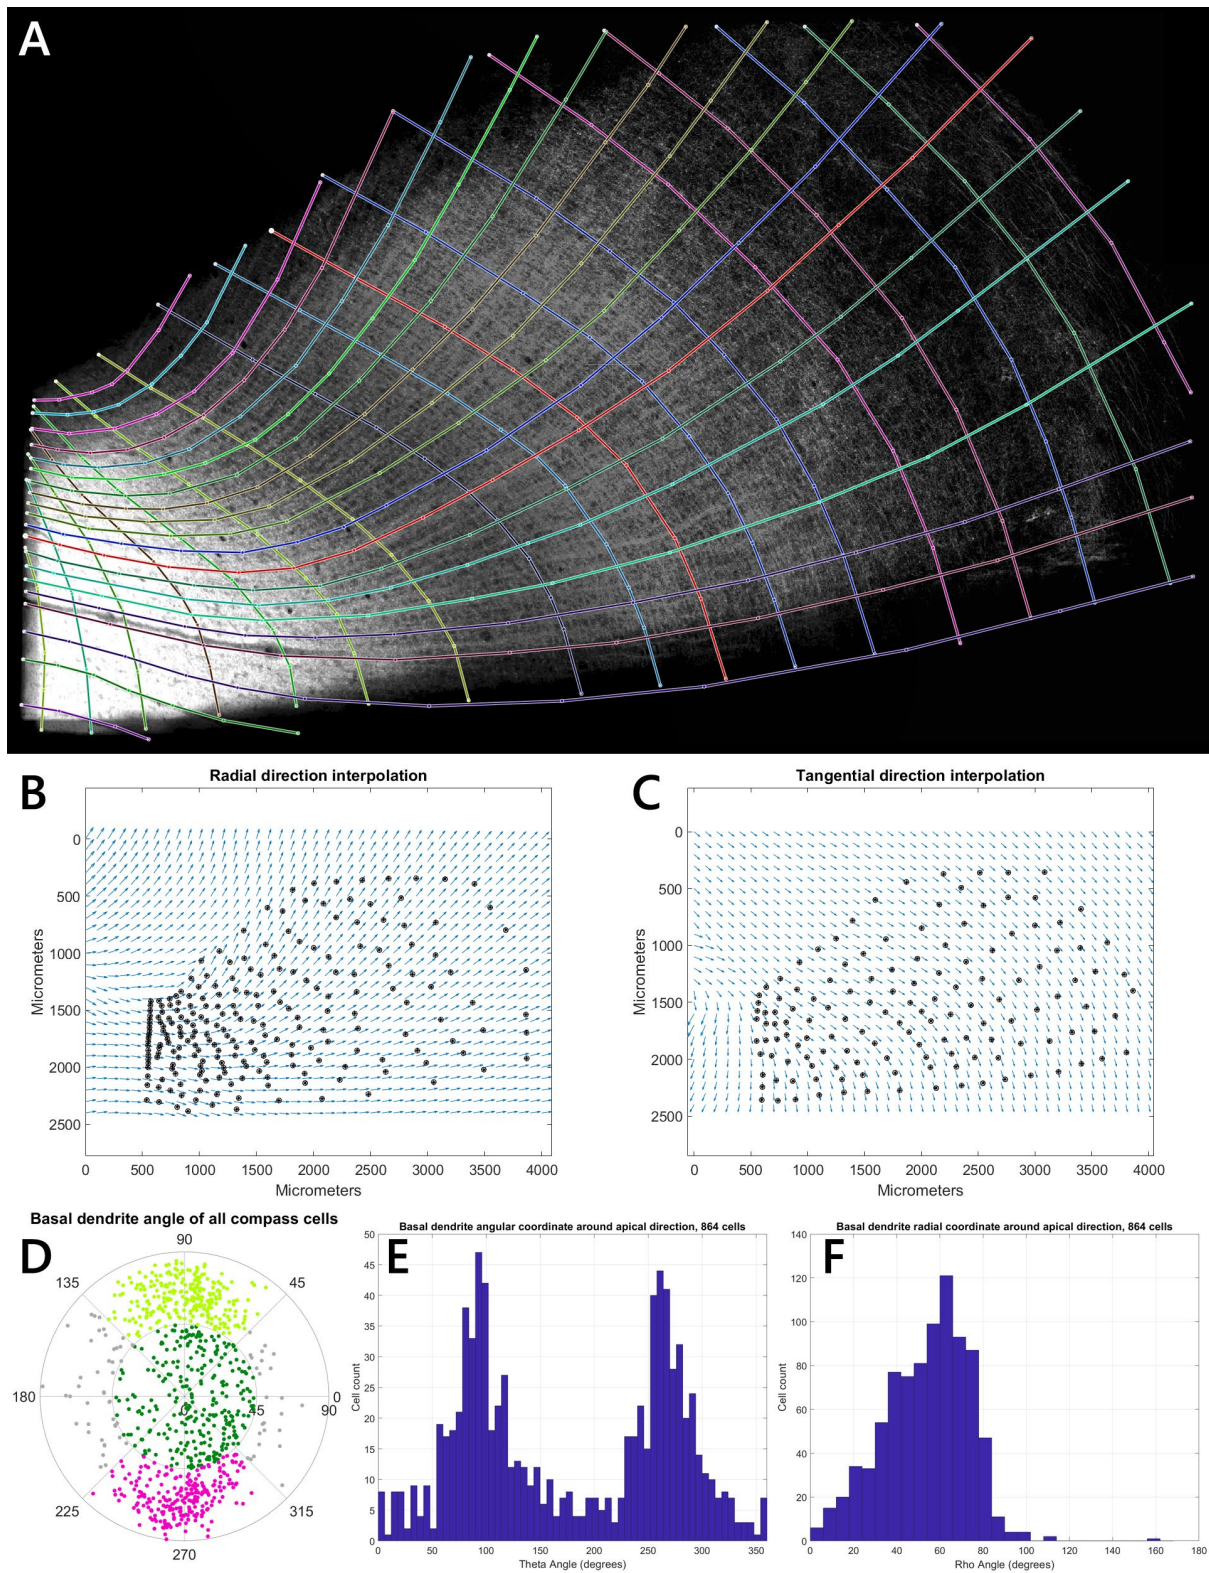 A
B
Radial direction interpolation
0
500
1000
1500
2000
2500
Micrometers
0 500 1000 1500 2000 2500 3000 3500 4000
Micrometers
C
Tangential direction interpolation
0
500
1000
1500
2000
2500
Micrometers
0 500 1000 1500 2000 2500 3000 3500 4000
Micrometers
Basal dendrite angle of all compass cells
D
90
135 45
180 0 45 90 0
225 315
270
Basal dendrite angular coordinate around apical direction, 864 cells
E
50
45
40
35
30
25
20
15
10
5
0
Cell count
0 50 100 150 200 250 300 350
Theta Angle (degrees)
Basal dendrite radial coordinate around apical direction, 864 cells
F
140
120
100
80
60
40
20
0
Cell count
0 20 40 60 80 100 120 140 160 180
Rho Angle (degrees)